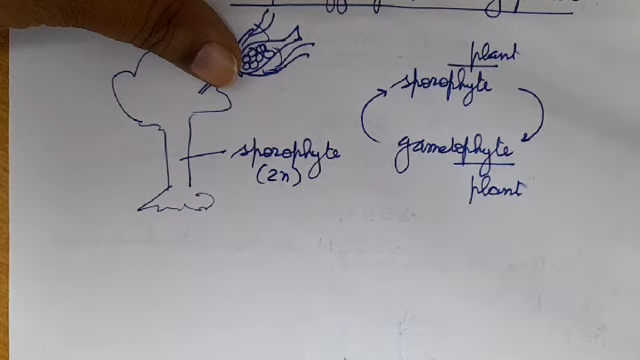 plant
sporophyte
gametophyte
plant
sporophyte
(2n)